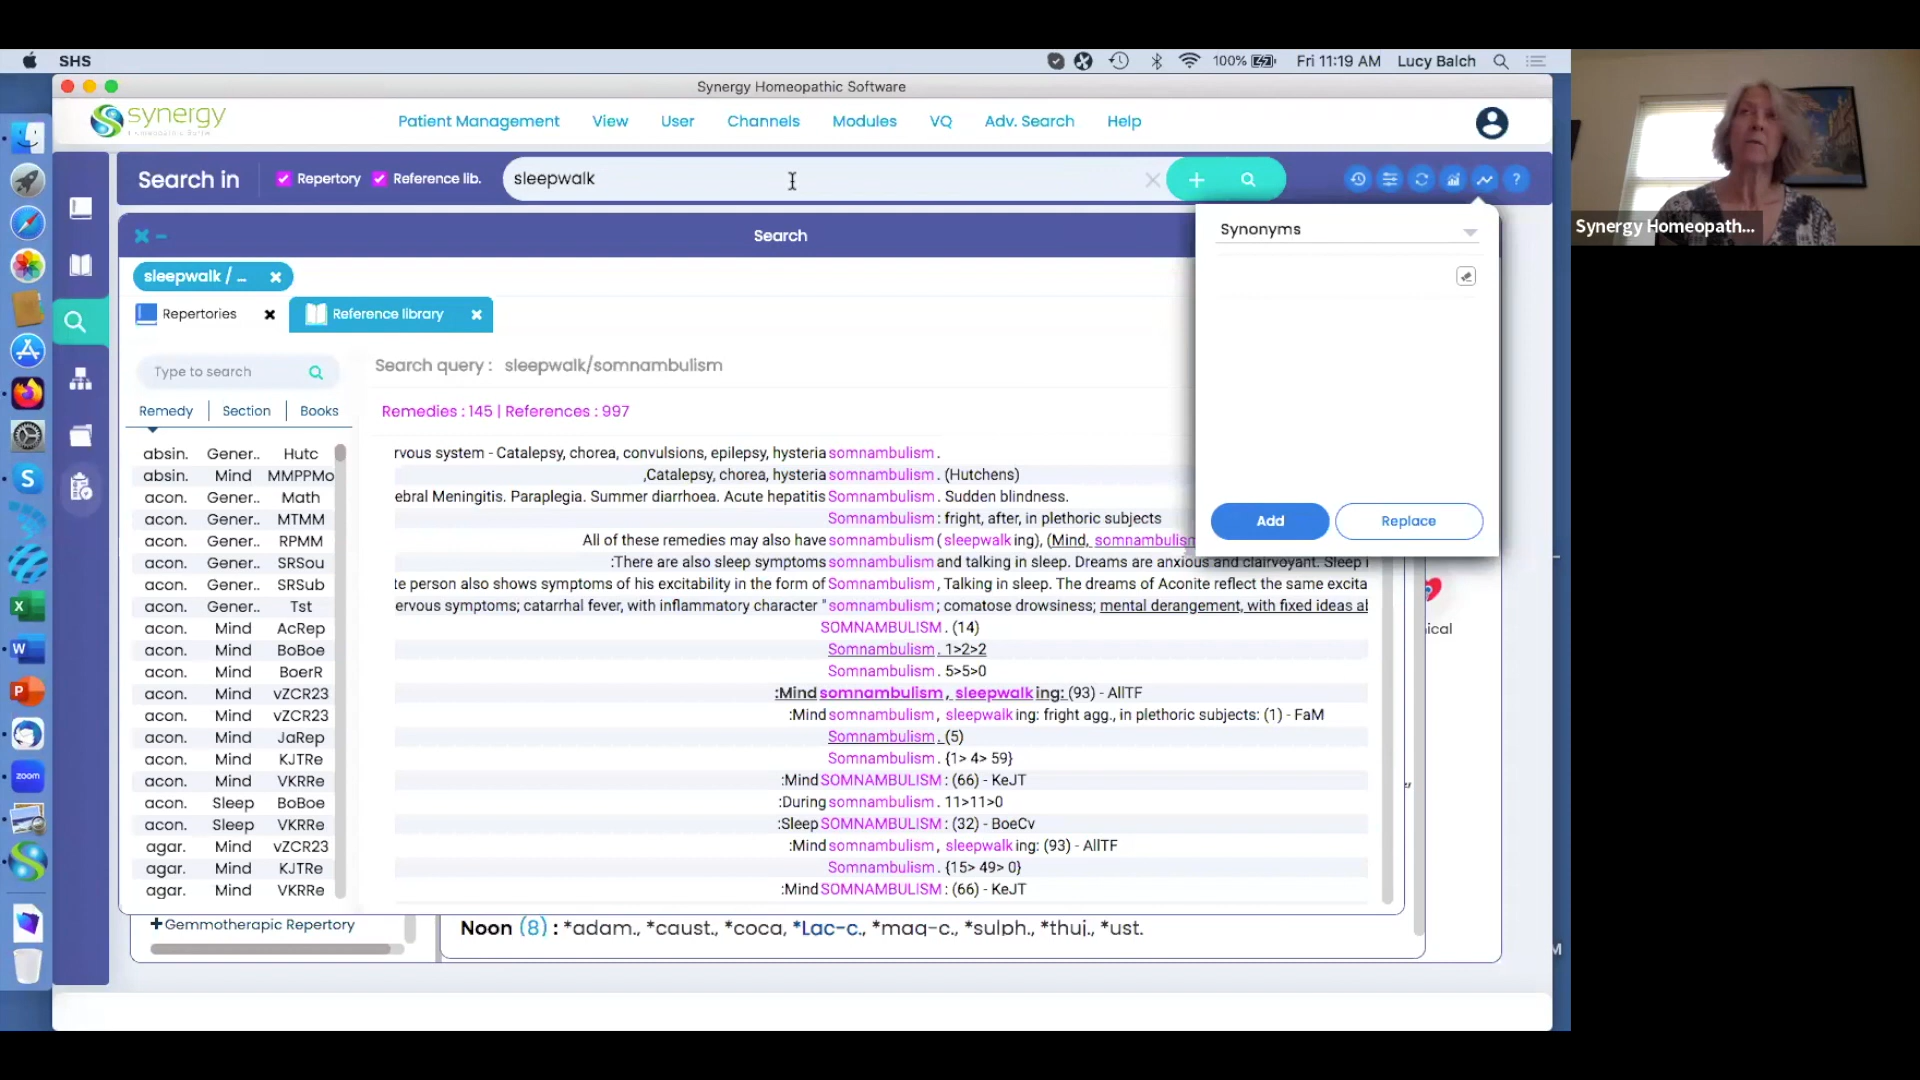 SHS
100%
Fri 11:19 AM
Lucy Balch
Synergy Homeopathic Software
synergy
Patient Management
View
User
Channels
Modules
VQ
Adv. Search
Help
Synergy Homeopath...
Search in
Repertory
Reference lib.
sleepwalk
?
Search
Synonyms
sleepwalk / ...
Repertories
Reference library
Type to search
Search query : sleepwalk/somnambulism
Remedy
Section
Books
Remedies : 145 | References : 997
absin. Gener.. Hutc
absin. Mind MMPPMo
acon. Gener.. Math
acon. Gener.. MTMM
acon. Gener.. RPMM
acon. Gener.. SRSou
acon. Gener.. SRSub
acon. Gener.. Tst
acon. Mind AcRep
acon. Mind BoBoe
acon. Mind BoerR
acon. Mind vZCR23
acon. Mind vZCR23
acon. Mind JaRep
acon. Mind KJTRe
acon. Mind VKRRe
acon. Sleep BoBoe
acon. Sleep VKRRe
agar. Mind vZCR23
agar. Mind KJTRe
agar. Mind VKRRe
rvous system - Catalepsy, chorea, convulsions, epilepsy, hysteria somnambulism .
,Catalepsy, chorea, hysteria somnambulism . (Hutchens)
ebral Meningitis. Paraplegia. Summer diarrhoea. Acute hepatitis Somnambulism . Sudden blindness.
Somnambulism : fright, after, in plethoric subjects
All of these remedies may also have somnambulism ( sleepwalk ing), (Mind, somnambulism
:There are also sleep symptoms somnambulism and talking in sleep. Dreams are anxious and clairvoyant. Sleep i
te person also shows symptoms of his excitability in the form of Somnambulism , Talking in sleep. The dreams of Aconite reflect the same excita
ervous symptoms; catarrhal fever, with inflammatory character " somnambulism ; comatose drowsiness; mental derangement, with fixed ideas al
SOMNAMBULISM . (14)
Somnambulism . 1>2>2
Somnambulism . 5>5>0
:Mind somnambulism , sleepwalk ing: (93) - AllTF
:Mind somnambulism , sleepwalk ing: fright agg., in plethoric subjects: (1) - FaM
Somnambulism . (5)
Somnambulism . {1> 4> 59}
:Mind SOMNAMBULISM : (66) - KeJT
:During somnambulism . 11>11>0
:Sleep SOMNAMBULISM : (32) - BoeCv
:Mind somnambulism , sleepwalk ing: (93) - AllTF
Somnambulism . {15> 49> 0}
:Mind SOMNAMBULISM : (66) - KeJT
Add
Replace
ical
+Gemmotherapic Repertory
Noon (8) : *adam., *caust., *coca, *Lac-c., *mag-c., *sulph., *thuj., *ust.
M
zoom